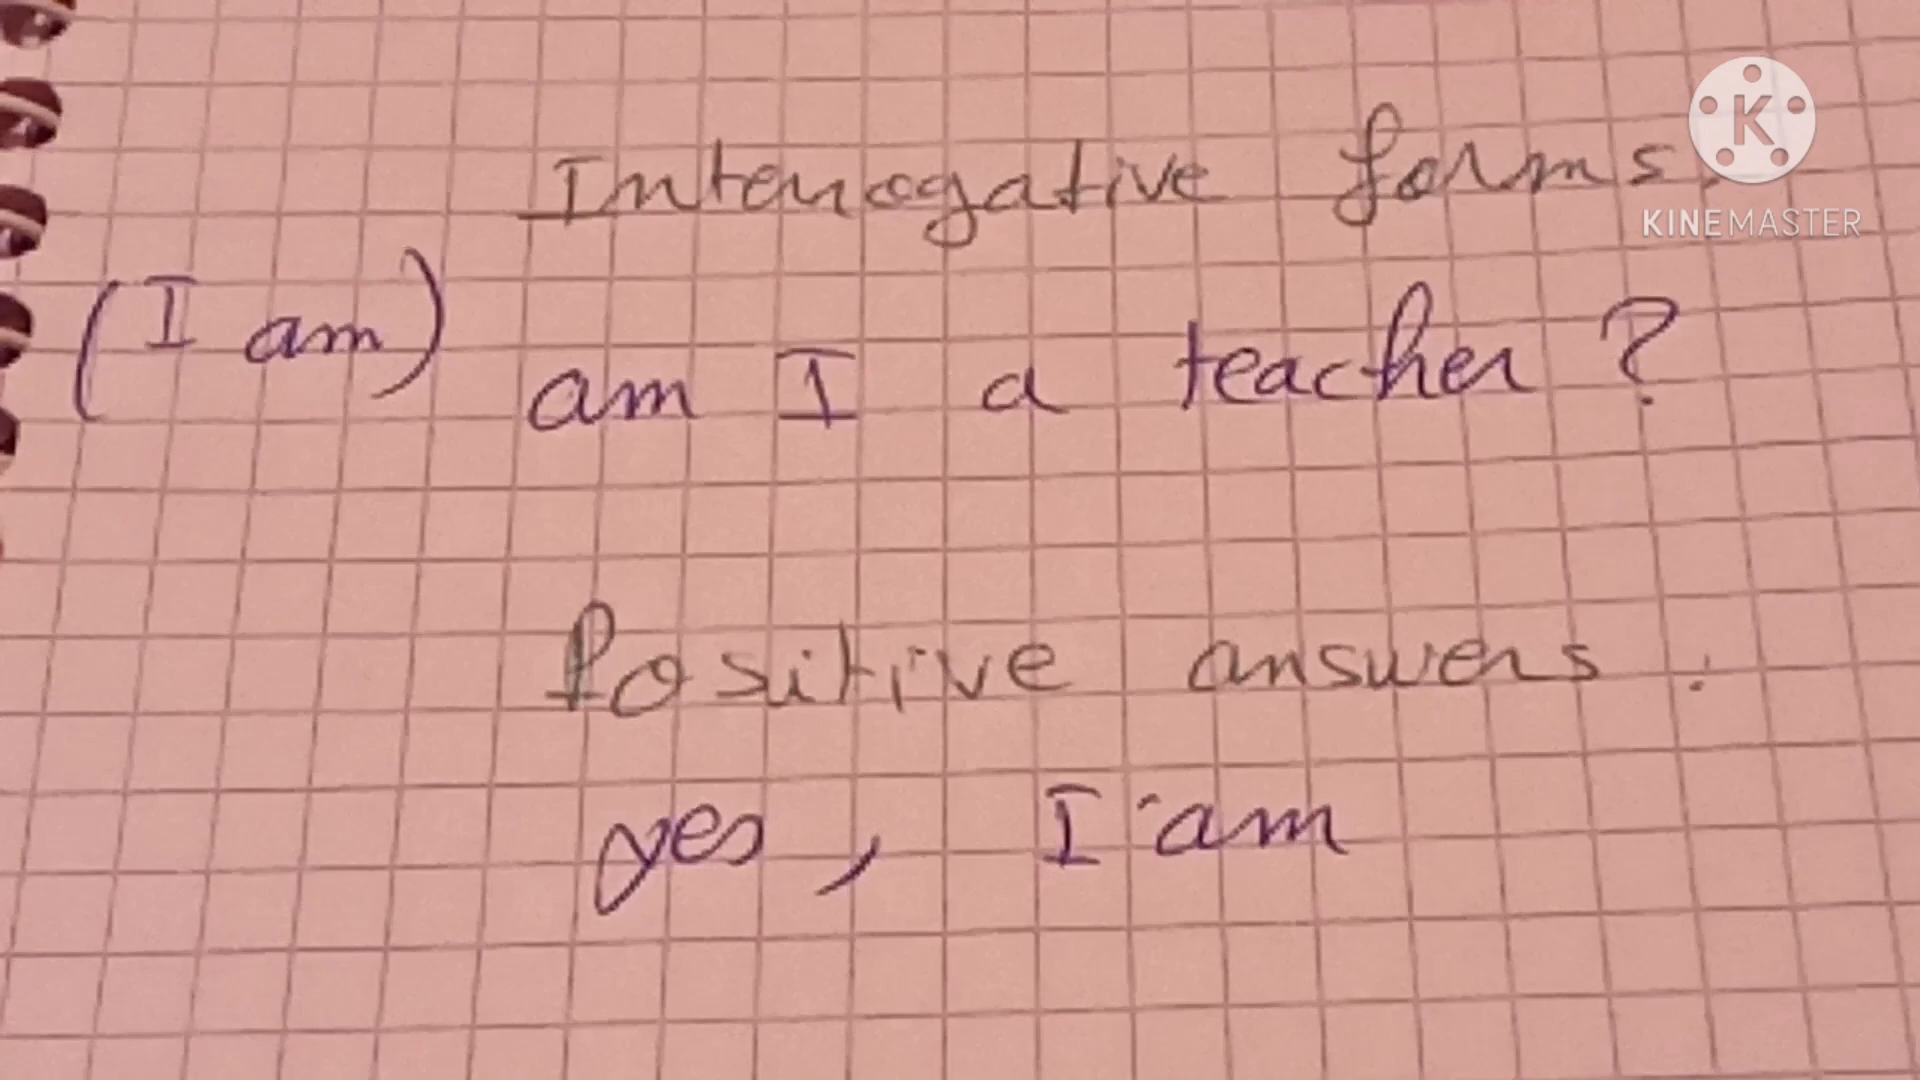 Interrogative forms.
K
KINEMASTER
(I am) am I a teacher ?
Positive answers :
yes, I am